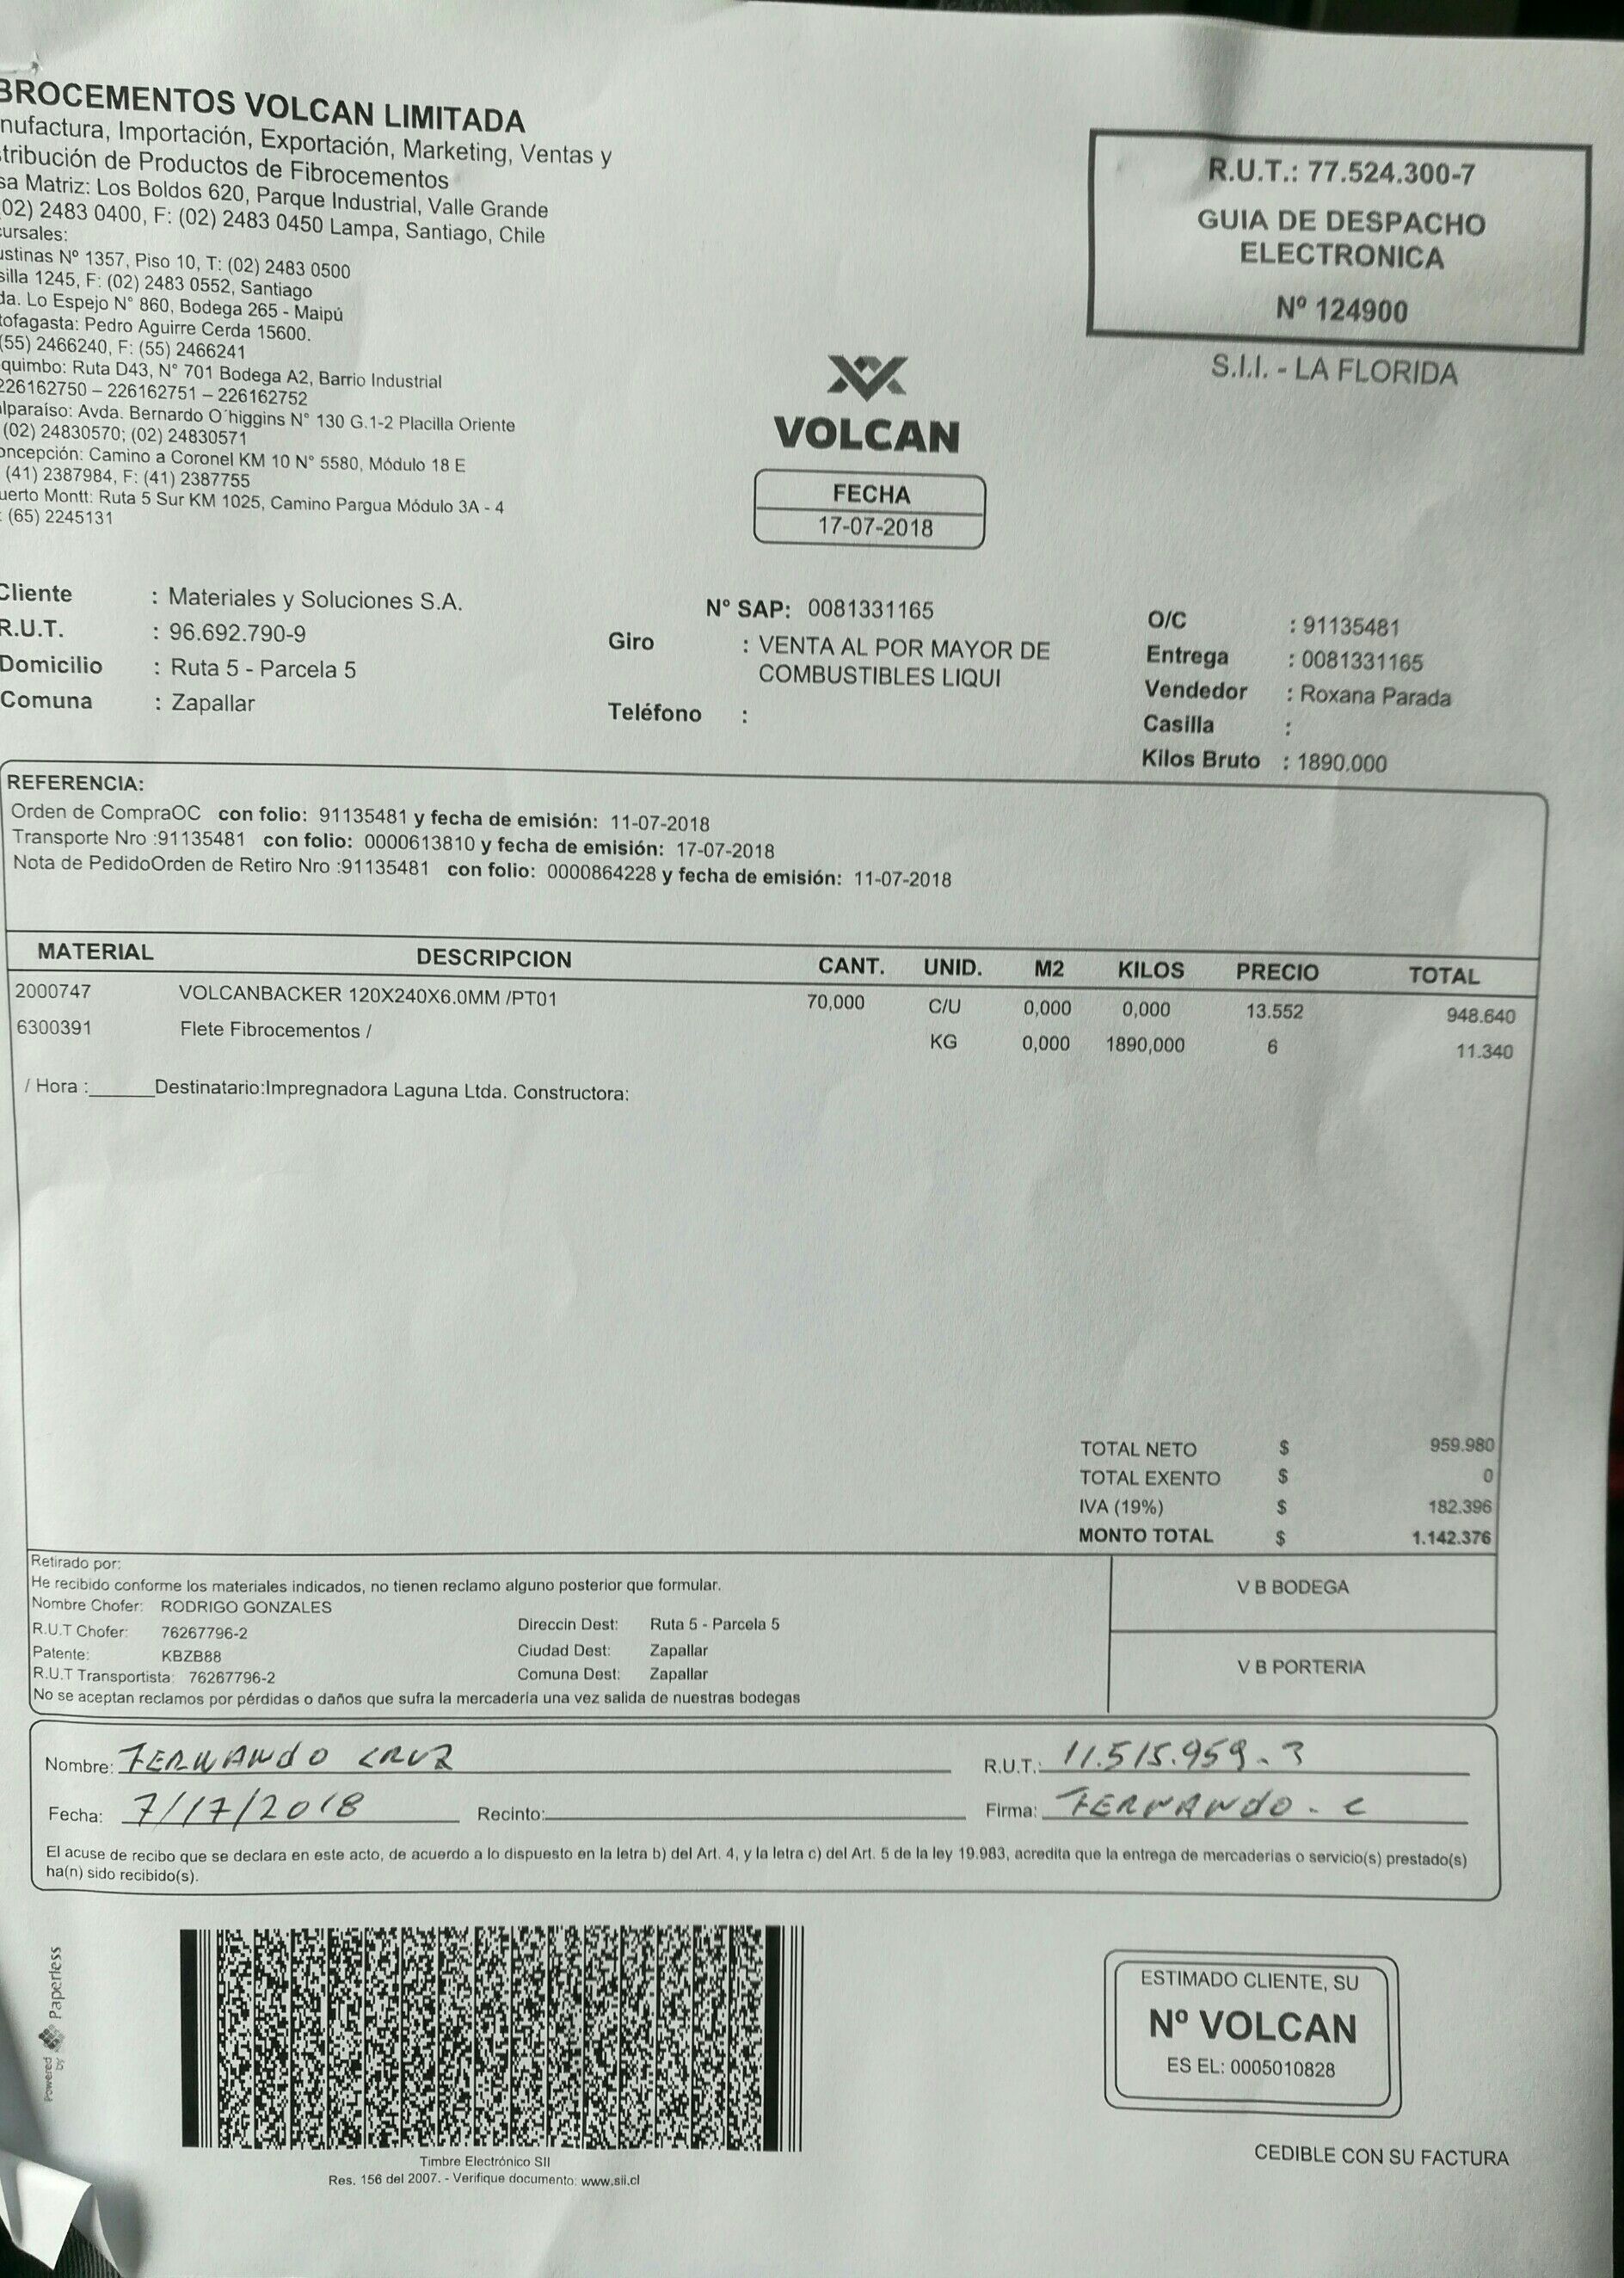 BROCEMENTOS VOLCAN LIMITADA
nufactura, Importación, Exportación, Marketing, Ventas y
stribución de Productos de Fibrocementos
sa Matriz: Los Boldos 620, Parque Industrial, Valle Grande
02) 2483 0400, F: (02) 2483 0450 Lampa, Santiago, Chile
cursales:
ustinas Nº 1357, Piso 10, T: (02) 2483 0500
silla 1245, F: (02) 2483 0552, Santiago
da. Lo Espejo N° 860, Bodega 265 - Maipú
tofagasta: Pedro Aguirre Cerda 15600.
(55) 2466240, F: (55) 2466241
quimbo: Ruta D43, N° 701 Bodega A2, Barrio Industrial
226162750 – 226162751 – 226162752
lparaíso: Avda. Bernardo O´higgins N° 130 G.1-2 Placilla Oriente
(02) 24830570; (02) 24830571
oncepción: Camino a Coronel KM 10 N° 5580, Módulo 18 E
(41) 2387984, F: (41) 2387755
uerto Montt: Ruta 5 Sur KM 1025, Camino Pargua Módulo 3A - 4
: (65) 2245131
R.U.T.: 77.524.300-7
GUIA DE DESPACHO
ELECTRONICA
Nº 124900
S.I.I. - LA FLORIDA
VOLCAN
FECHA
17-07-2018
Cliente : Materiales y Soluciones S.A.
R.U.T. : 96.692.790-9
Domicilio : Ruta 5 - Parcela 5
Comuna : Zapallar
N° SAP: 0081331165
Giro : VENTA AL POR MAYOR DE
COMBUSTIBLES LIQUI
Teléfono :
O/C : 91135481
Entrega : 0081331165
Vendedor : Roxana Parada
Casilla :
Kilos Bruto : 1890.000
REFERENCIA:
Orden de CompraOC con folio: 91135481 y fecha de emisión: 11-07-2018
Transporte Nro :91135481 con folio: 0000613810 y fecha de emisión: 17-07-2018
Nota de PedidoOrden de Retiro Nro :91135481 con folio: 0000864228 y fecha de emisión: 11-07-2018
MATERIAL DESCRIPCION CANT. UNID. M2 KILOS PRECIO TOTAL
2000747 VOLCANBACKER 120X240X6.0MM /PT01 70,000 C/U 0,000 0,000 13.552 948.640
6300391 Flete Fibrocementos / KG 0,000 1890,000 6 11.340
/ Hora :______Destinatario:Impregnadora Laguna Ltda. Constructora:
TOTAL NETO $ 959.980
TOTAL EXENTO $ 0
IVA (19%) $ 182.396
MONTO TOTAL $ 1.142.376
Retirado por:
He recibido conforme los materiales indicados, no tienen reclamo alguno posterior que formular.
Nombre Chofer: RODRIGO GONZALES
R.U.T Chofer: 76267796-2
Patente: KBZB88
R.U.T Transportista: 76267796-2
Direccin Dest: Ruta 5 - Parcela 5
Ciudad Dest: Zapallar
Comuna Dest: Zapallar
No se aceptan reclamos por pérdidas o daños que sufra la mercadería una vez salida de nuestras bodegas
V B BODEGA
V B PORTERIA
Nombre: FERNANDO CRUZ R.U.T.: 11.515.959-3
Fecha: 7/17/2018 Recinto: Firma: FERNANDO - C
El acuse de recibo que se declara en este acto, de acuerdo a lo dispuesto en la letra b) del Art. 4, y la letra c) del Art. 5 de la ley 19.983, acredita que la entrega de mercaderias o servicio(s) prestado(s)
ha(n) sido recibido(s).
Powered by Paperless
Timbre Electrónico SII
Res. 156 del 2007. - Verifique documento: www.sii.cl
ESTIMADO CLIENTE, SU
Nº VOLCAN
ES EL: 0005010828
CEDIBLE CON SU FACTURA